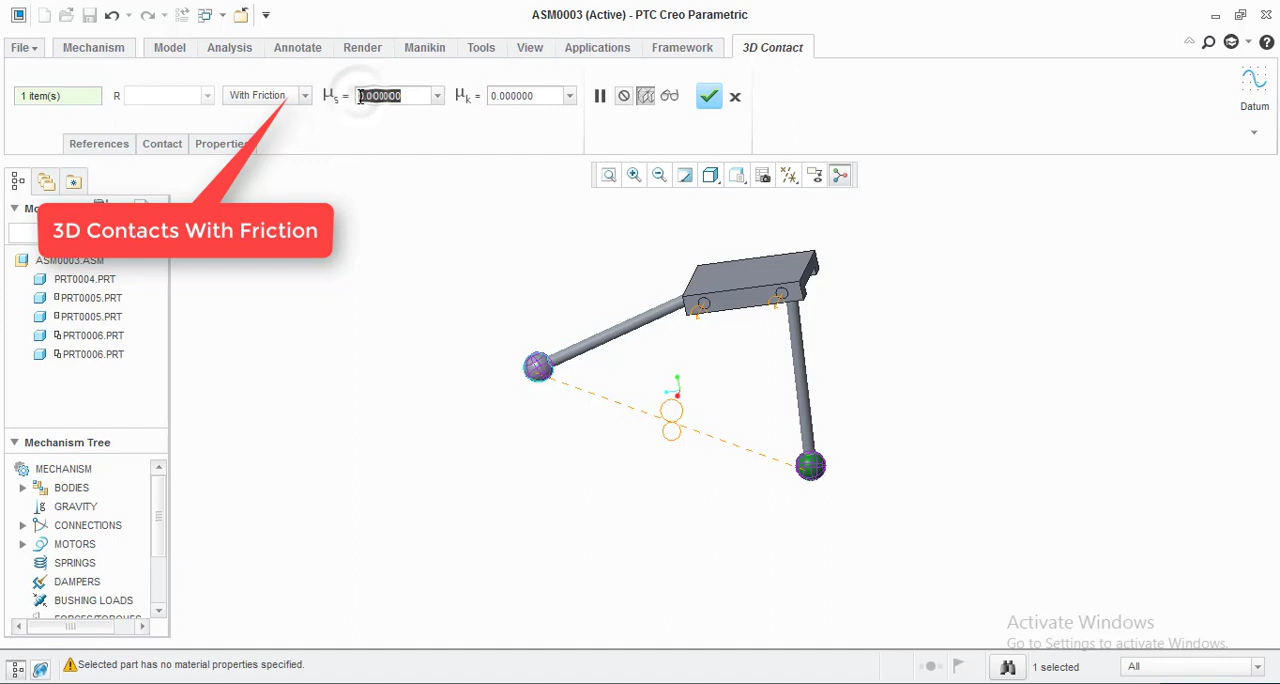 ASM0003 (Active) - PTC Creo Parametric
File Mechanism Model Analysis Annotate Render Manikin Tools View Applications Framework 3D Contact
1 item(s) R With Friction μs = 0.000000 μk = 0.000000
Datum
References Contact Properties
3D Contacts With Friction
ASM0003.ASM
PRT0004.PRT
PRT0005.PRT
PRT0005.PRT
PRT0006.PRT
PRT0006.PRT
Mechanism Tree
MECHANISM
BODIES
GRAVITY
CONNECTIONS
MOTORS
SPRINGS
DAMPERS
BUSHING LOADS
Activate Windows
Go to Settings to activate Windows.
Selected part has no material properties specified.
1 selected
All